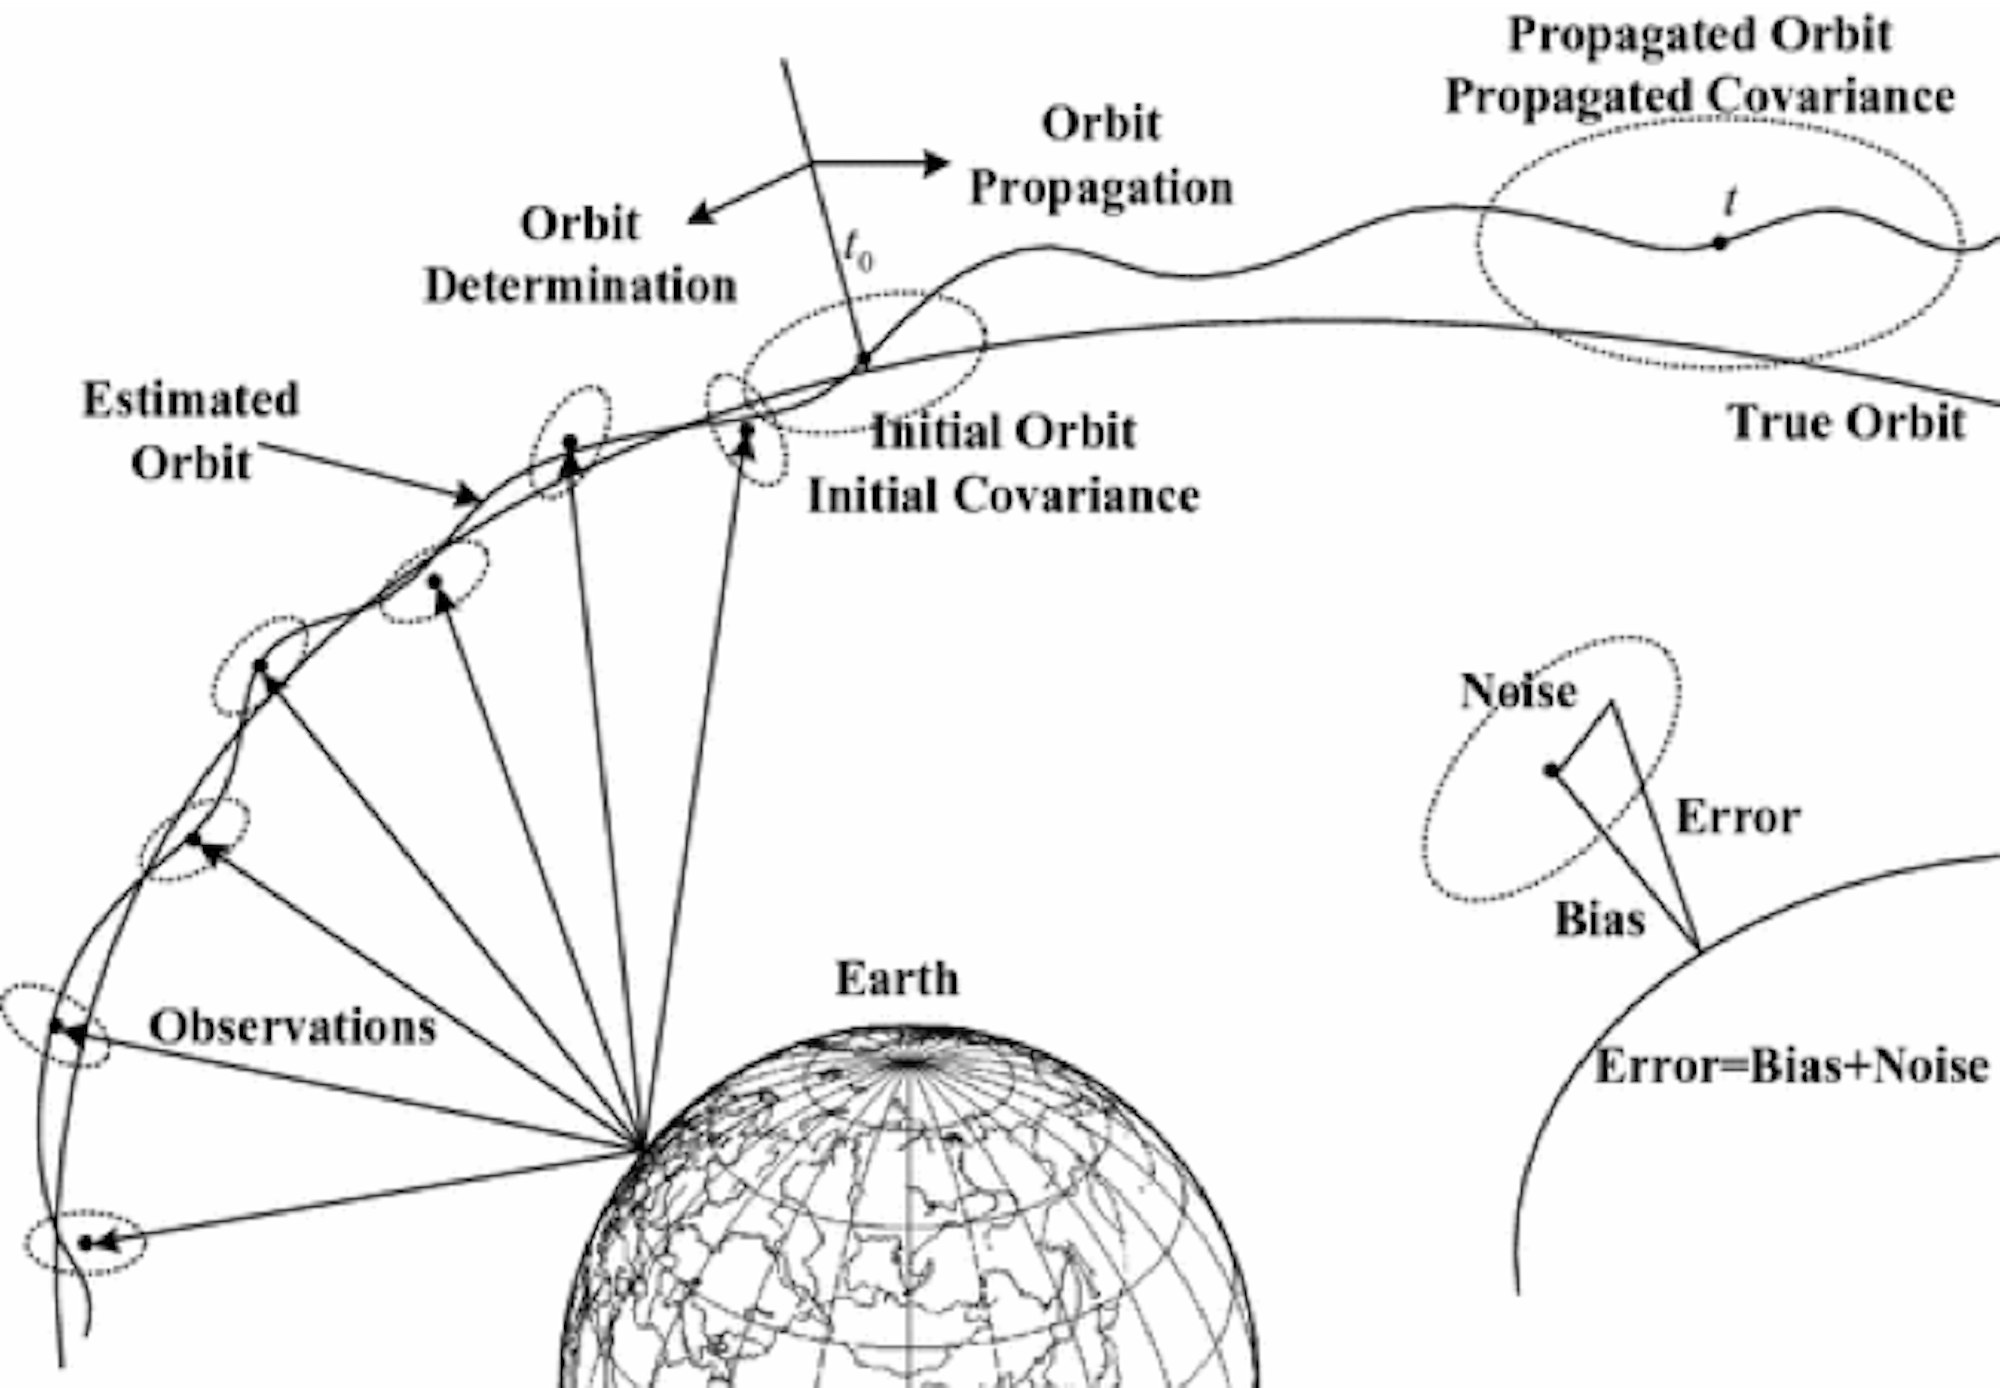 Propagated Orbit
Propagated Covariance
Orbit
Propagation
Orbit
Determination
t
t0
Estimated
Orbit
Initial Orbit
Initial Covariance
True Orbit
Noise
Error
Bias
Earth
Observations
Error=Bias+Noise